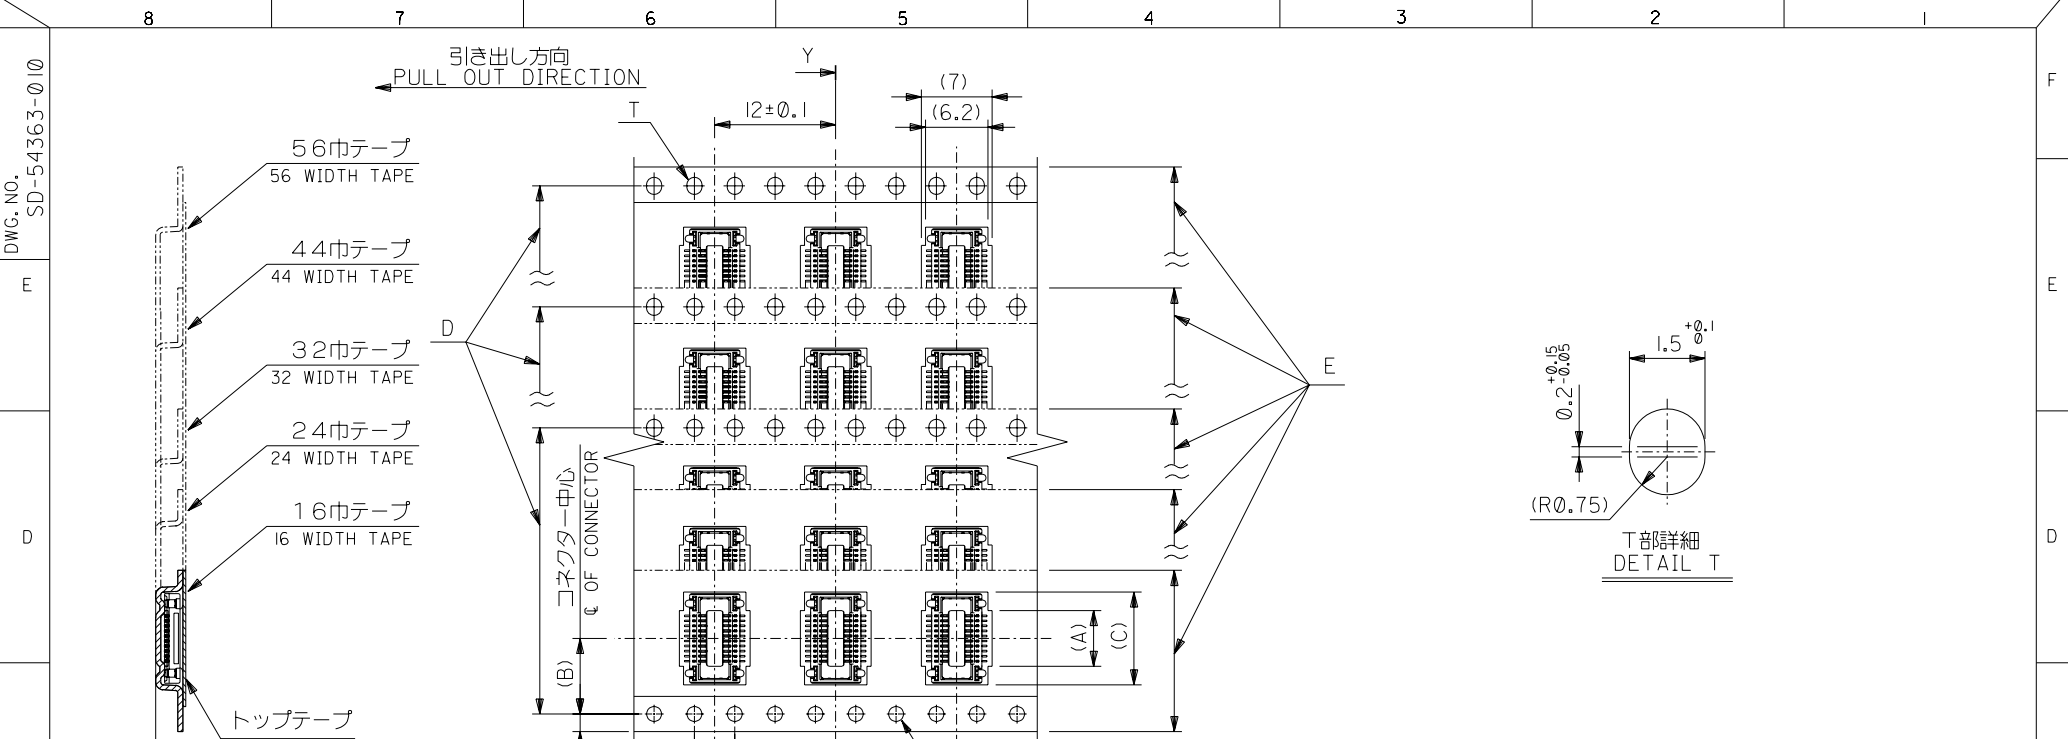 8 7 6 5 4 3 2 1
DWG. NO.
SD-54363-010
F
E
E
D
D
引き出し方向
PULL OUT DIRECTION
Y
T
12±0.1
(7)
(6.2)
56巾テープ
56 WIDTH TAPE
44巾テープ
44 WIDTH TAPE
32巾テープ
32 WIDTH TAPE
24巾テープ
24 WIDTH TAPE
16巾テープ
16 WIDTH TAPE
トップテープ
D
E
コネクター中心
℄ OF CONNECTOR
(B)
(A)
(C)
1.5 +0.1 0
0.2 +0.15 -0.05
(R0.75)
T部詳細
DETAIL T